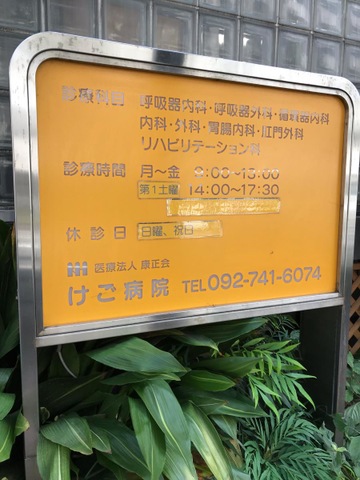 診療科目 呼吸器内科・呼吸器外科・循環器内科
内科・外科・胃腸内科・肛門外科
リハビリテーション科
診療時間 月〜金 9:00〜13:00
第1土曜 14:00〜17:30
休診日 日曜、祝日
医療法人 康正会
けご病院 TEL092-741-6074